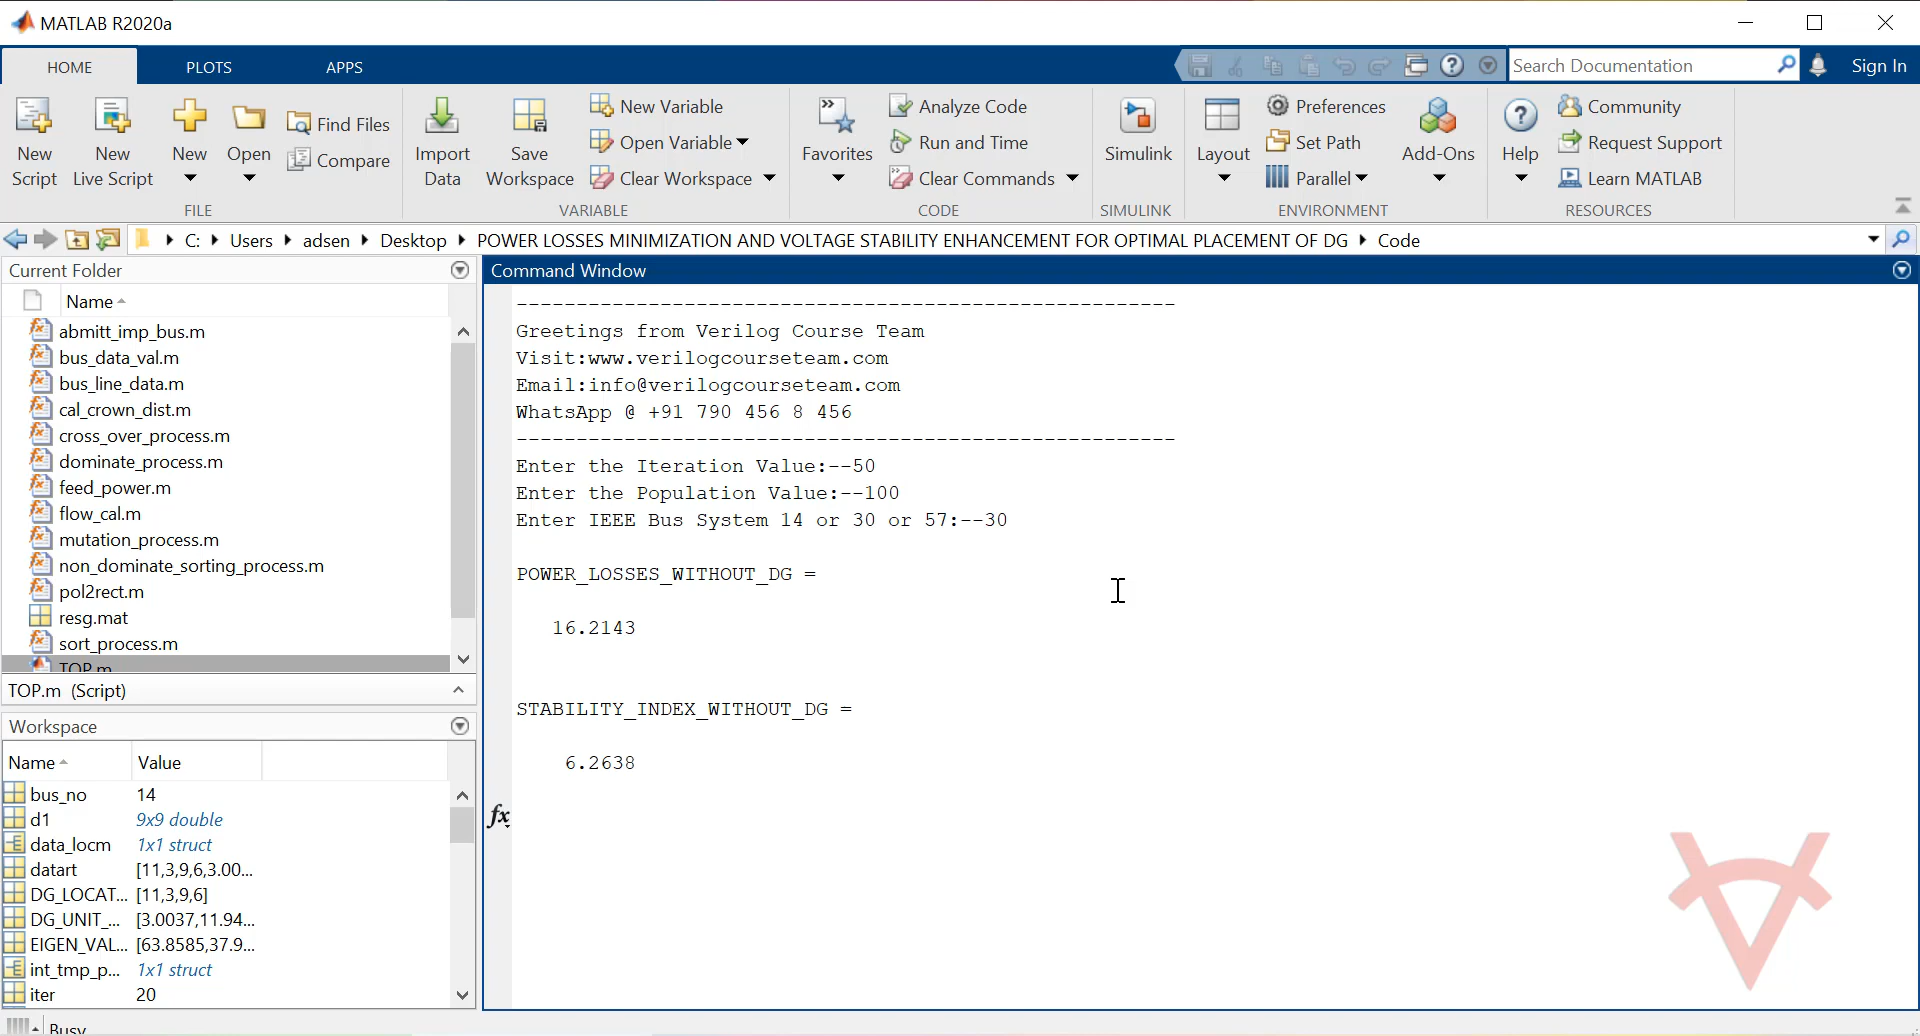 MATLAB R2020a
HOME PLOTS APPS Search Documentation Sign In
New Script New Live Script New Open Find Files Compare
Import Data Save Workspace New Variable Open Variable Clear Workspace
Favorites Analyze Code Run and Time Clear Commands
Simulink Layout Preferences Set Path Parallel Add-Ons
Help Community Request Support Learn MATLAB
FILE VARIABLE CODE SIMULINK ENVIRONMENT RESOURCES
C: Users adsen Desktop POWER LOSSES MINIMIZATION AND VOLTAGE STABILITY ENHANCEMENT FOR OPTIMAL PLACEMENT OF DG Code
Current Folder
Name
abmitt_imp_bus.m
bus_data_val.m
bus_line_data.m
cal_crown_dist.m
cross_over_process.m
dominate_process.m
feed_power.m
flow_cal.m
mutation_process.m
non_dominate_sorting_process.m
pol2rect.m
resg.mat
sort_process.m
TOP.m
TOP.m (Script)
Workspace
Name Value
bus_no 14
d1 9x9 double
data_locm 1x1 struct
datart [11,3,9,6,3.00...
DG_LOCAT... [11,3,9,6]
DG_UNIT_... [3.0037,11.94...
EIGEN_VAL... [63.8585,37.9...
int_tmp_p... 1x1 struct
iter 20
Busy
Command Window
-------------------------------------------------------
Greetings from Verilog Course Team
Visit:www.verilogcourseteam.com
Email:info@verilogcourseteam.com
WhatsApp @ +91 790 456 8 456
-------------------------------------------------------
Enter the Iteration Value:--50
Enter the Population Value:--100
Enter IEEE Bus System 14 or 30 or 57:--30
POWER_LOSSES_WITHOUT_DG =
16.2143
STABILITY_INDEX_WITHOUT_DG =
6.2638
fx